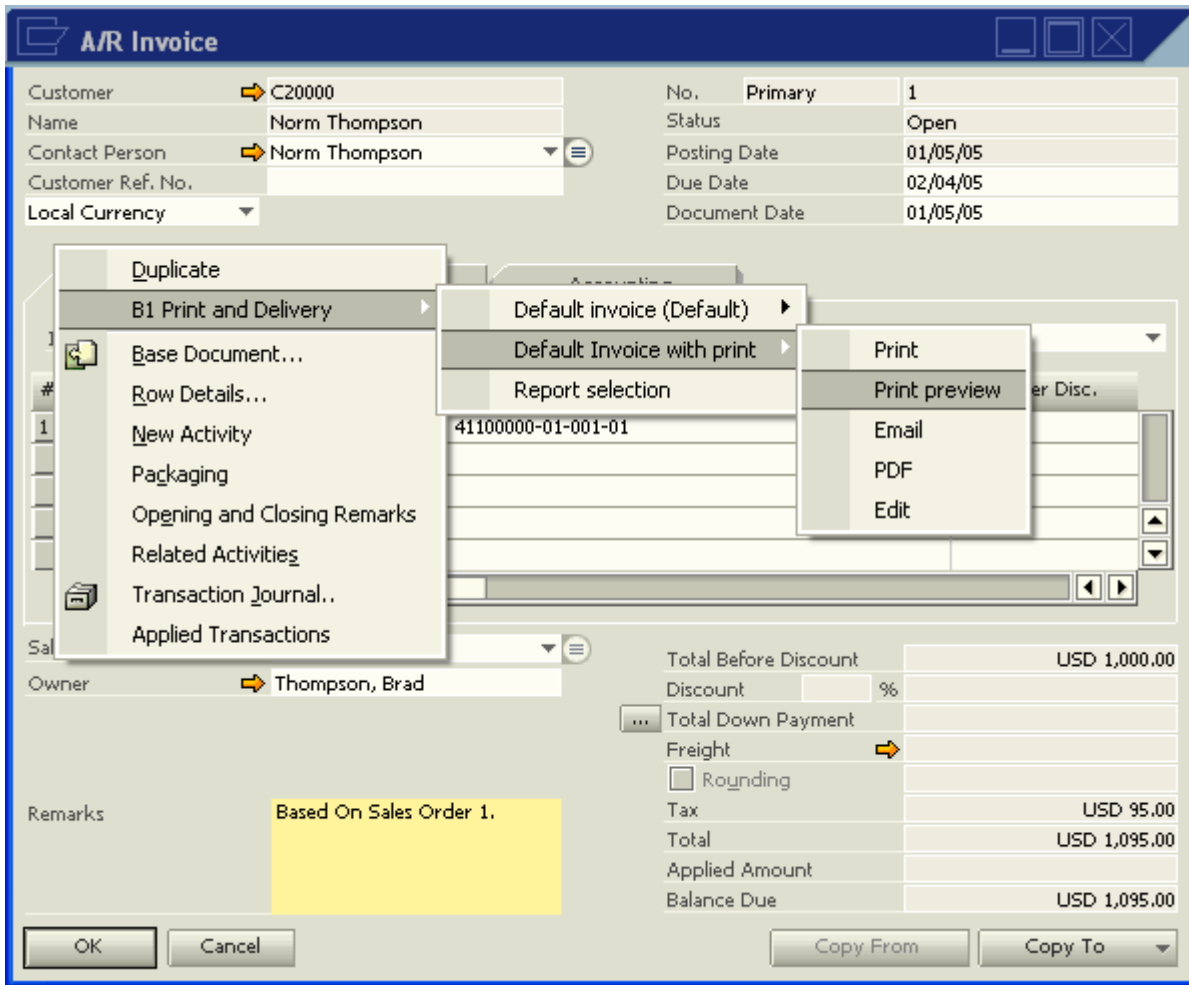 A/R Invoice
Customer C20000 No. Primary 1
Name Norm Thompson Status Open
Contact Person Norm Thompson Posting Date 01/05/05
Customer Ref. No. Due Date 02/04/05
Local Currency Document Date 01/05/05
Duplicate
B1 Print and Delivery Default invoice (Default)
Base Document... Default Invoice with print Print
Row Details... Report selection Print preview Disc.
#
New Activity Email
1 41100000-01-001-01
Packaging PDF
Opening and Closing Remarks Edit
Related Activities
Transaction Journal..
Applied Transactions
Total Before Discount USD 1,000.00
Owner Thompson, Brad Discount %
... Total Down Payment
Freight
Rounding
Remarks Based On Sales Order 1. Tax USD 95.00
Total USD 1,095.00
Applied Amount
Balance Due USD 1,095.00
OK Cancel Copy From Copy To